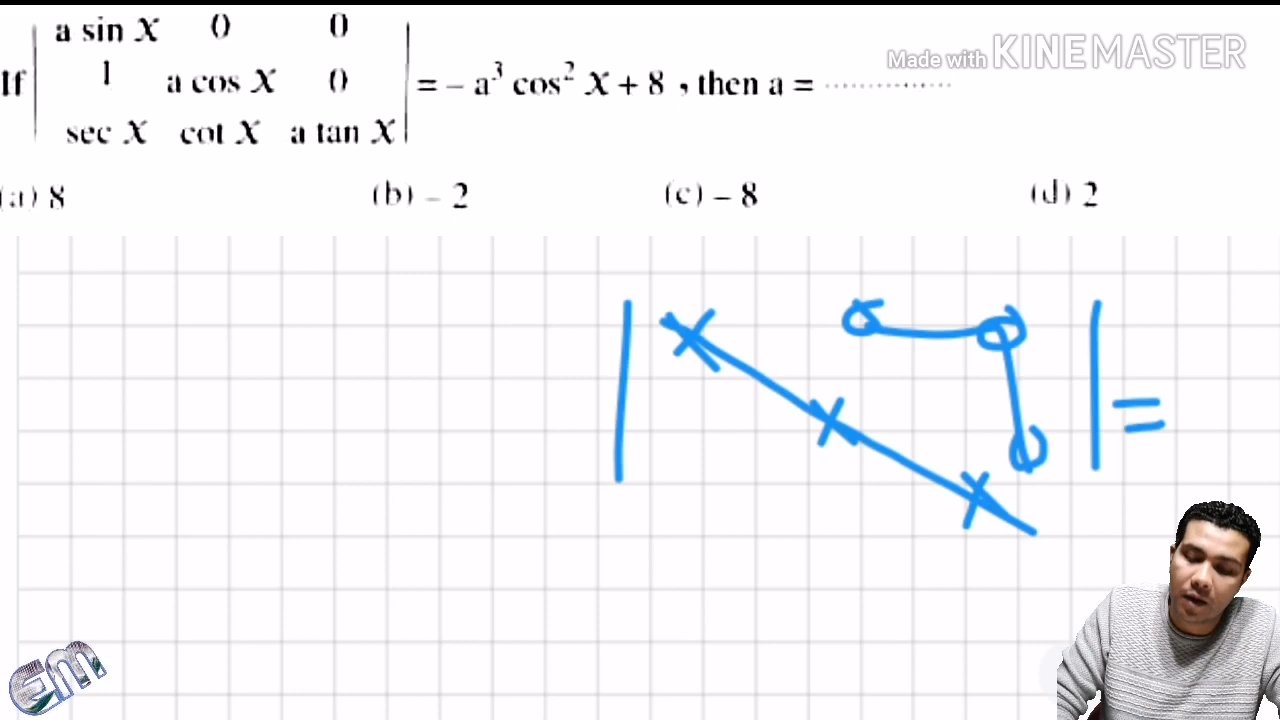 Made with KINEMASTER
a sin X 0 0
If 1 a cos X 0 = – a³ cos² X + 8 , then a = ..............
sec X cot X a tan X
(a) 8 (b) – 2 (c) – 8 (d) 2
=
GM